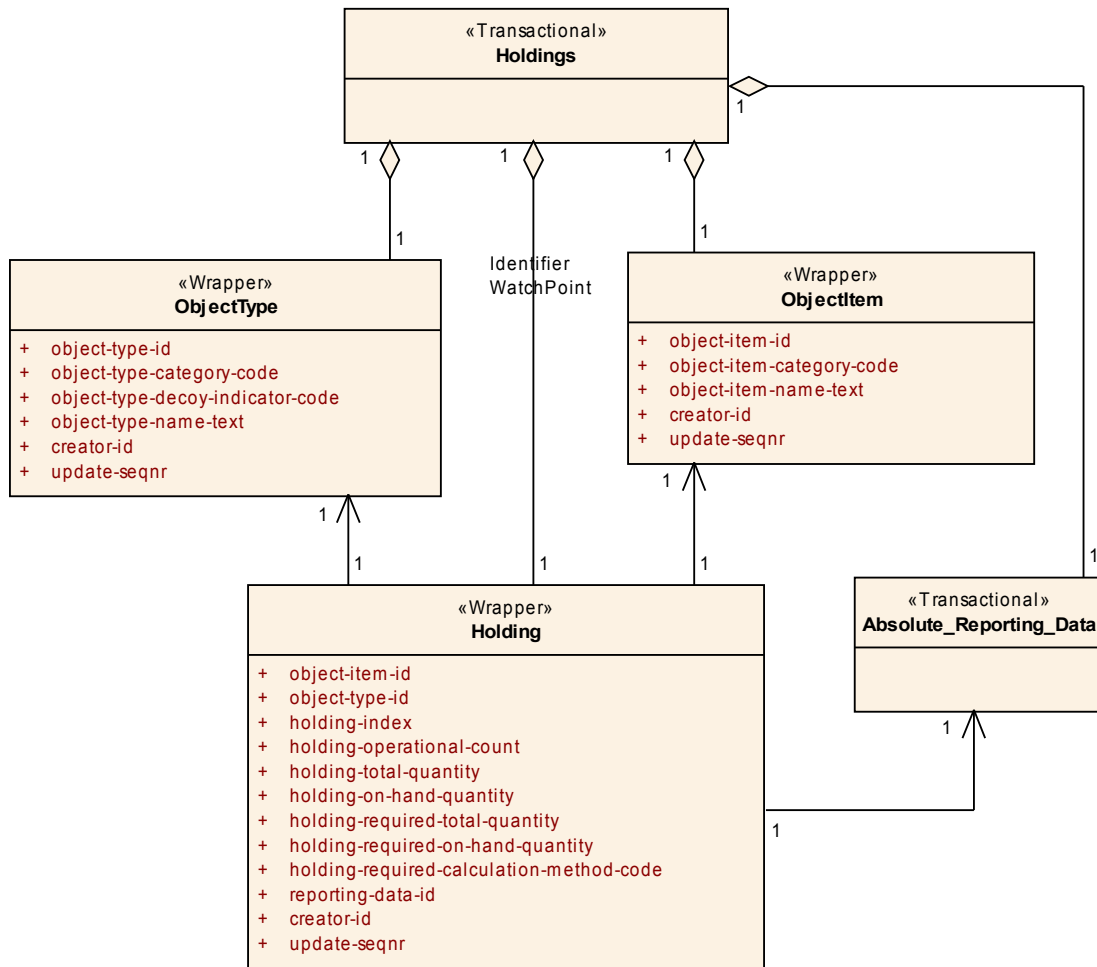 «Transactional»
Holdings
1
1
1
1
1
1
Identifier
WatchPoint
1
«Wrapper»
ObjectType
+ object-type-id
+ object-type-category-code
+ object-type-decoy-indicator-code
+ object-type-name-text
+ creator-id
+ update-seqnr
«Wrapper»
ObjectItem
+ object-item-id
+ object-item-category-code
+ object-item-name-text
+ creator-id
+ update-seqnr
1
1
1
1
1
1
«Wrapper»
Holding
+ object-item-id
+ object-type-id
+ holding-index
+ holding-operational-count
+ holding-total-quantity
+ holding-on-hand-quantity
+ holding-required-total-quantity
+ holding-required-on-hand-quantity
+ holding-required-calculation-method-code
+ reporting-data-id
+ creator-id
+ update-seqnr
«Transactional»
Absolute_Reporting_Data
1
1